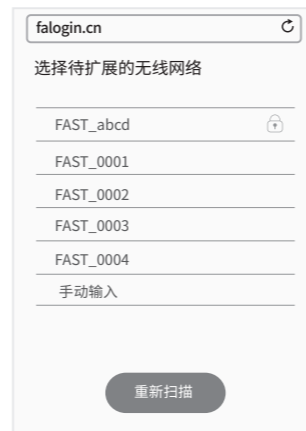 falogin.cn
选择待扩展的无线网络
FAST_abcd
FAST_0001
FAST_0002
FAST_0003
FAST_0004
手动输入
重新扫描